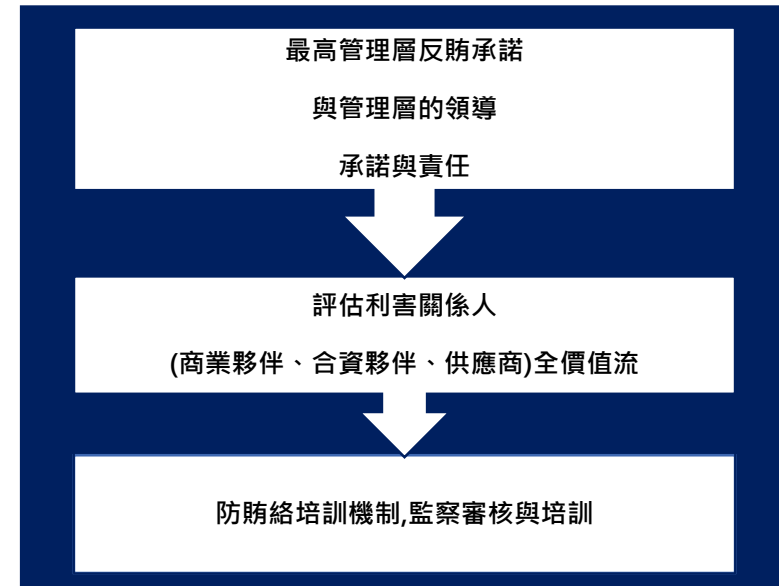 最高管理層反賄承諾
與管理層的領導
承諾與責任
評估利害關係人
(商業夥伴、合資夥伴、供應商)全價值流
防賄絡培訓機制,監察審核與培訓